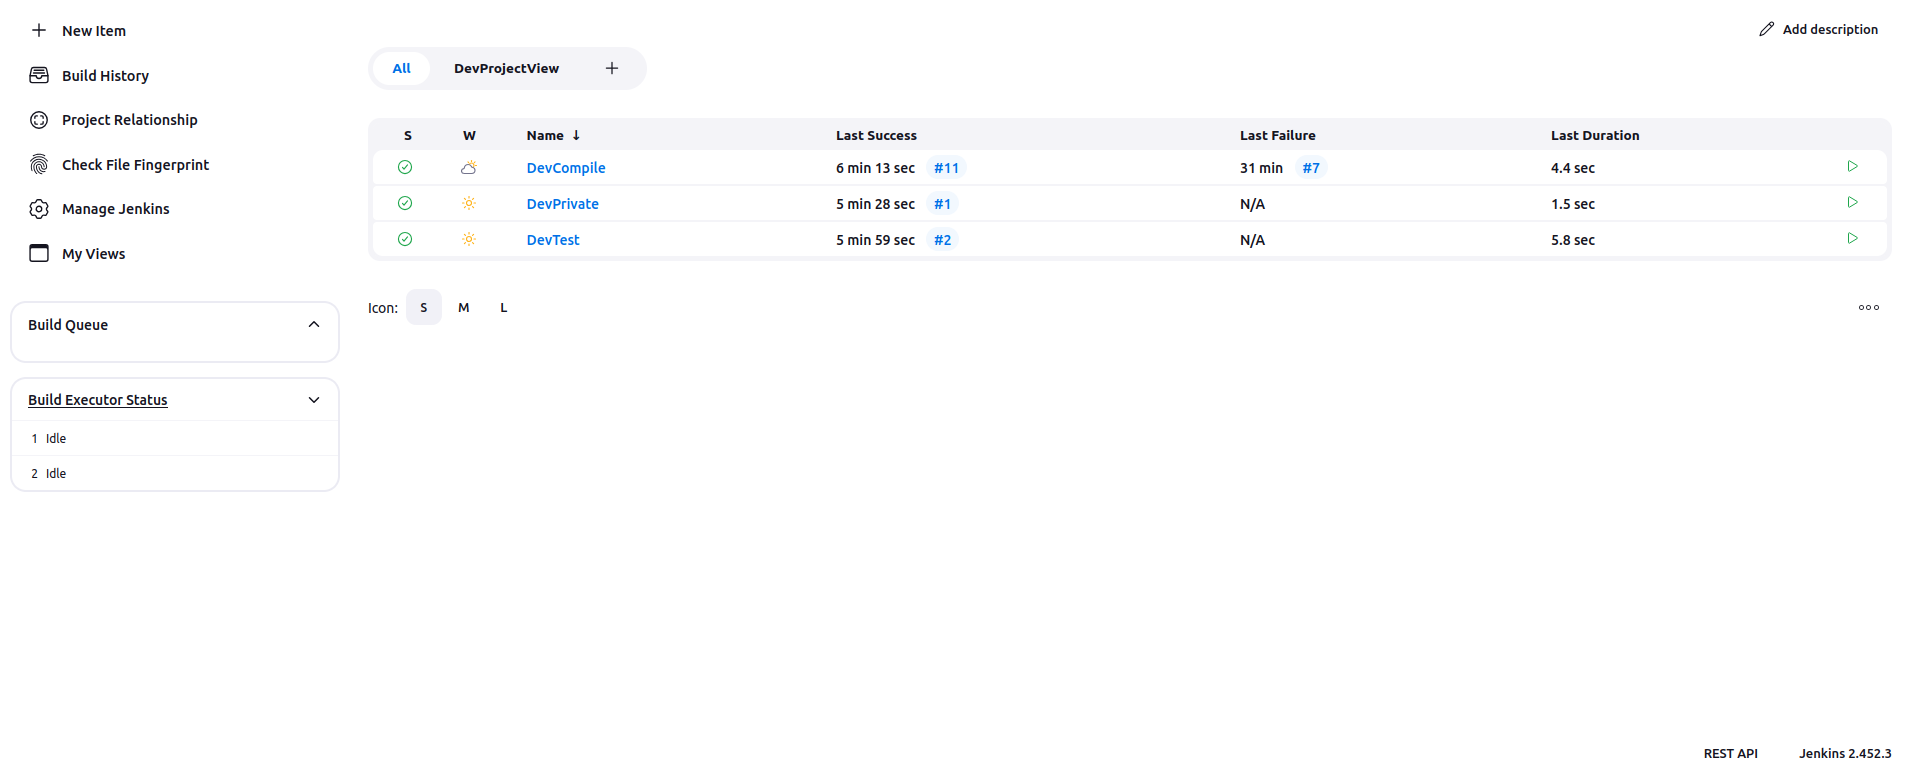 New Item
Build History
Project Relationship
Check File Fingerprint
Manage Jenkins
My Views
Build Queue
Build Executor Status
1 Idle
2 Idle
Add description
All DevProjectView
S W Name ↓ Last Success Last Failure Last Duration
DevCompile 6 min 13 sec #11 31 min #7 4.4 sec
DevPrivate 5 min 28 sec #1 N/A 1.5 sec
DevTest 5 min 59 sec #2 N/A 5.8 sec
Icon: S M L
REST API Jenkins 2.452.3